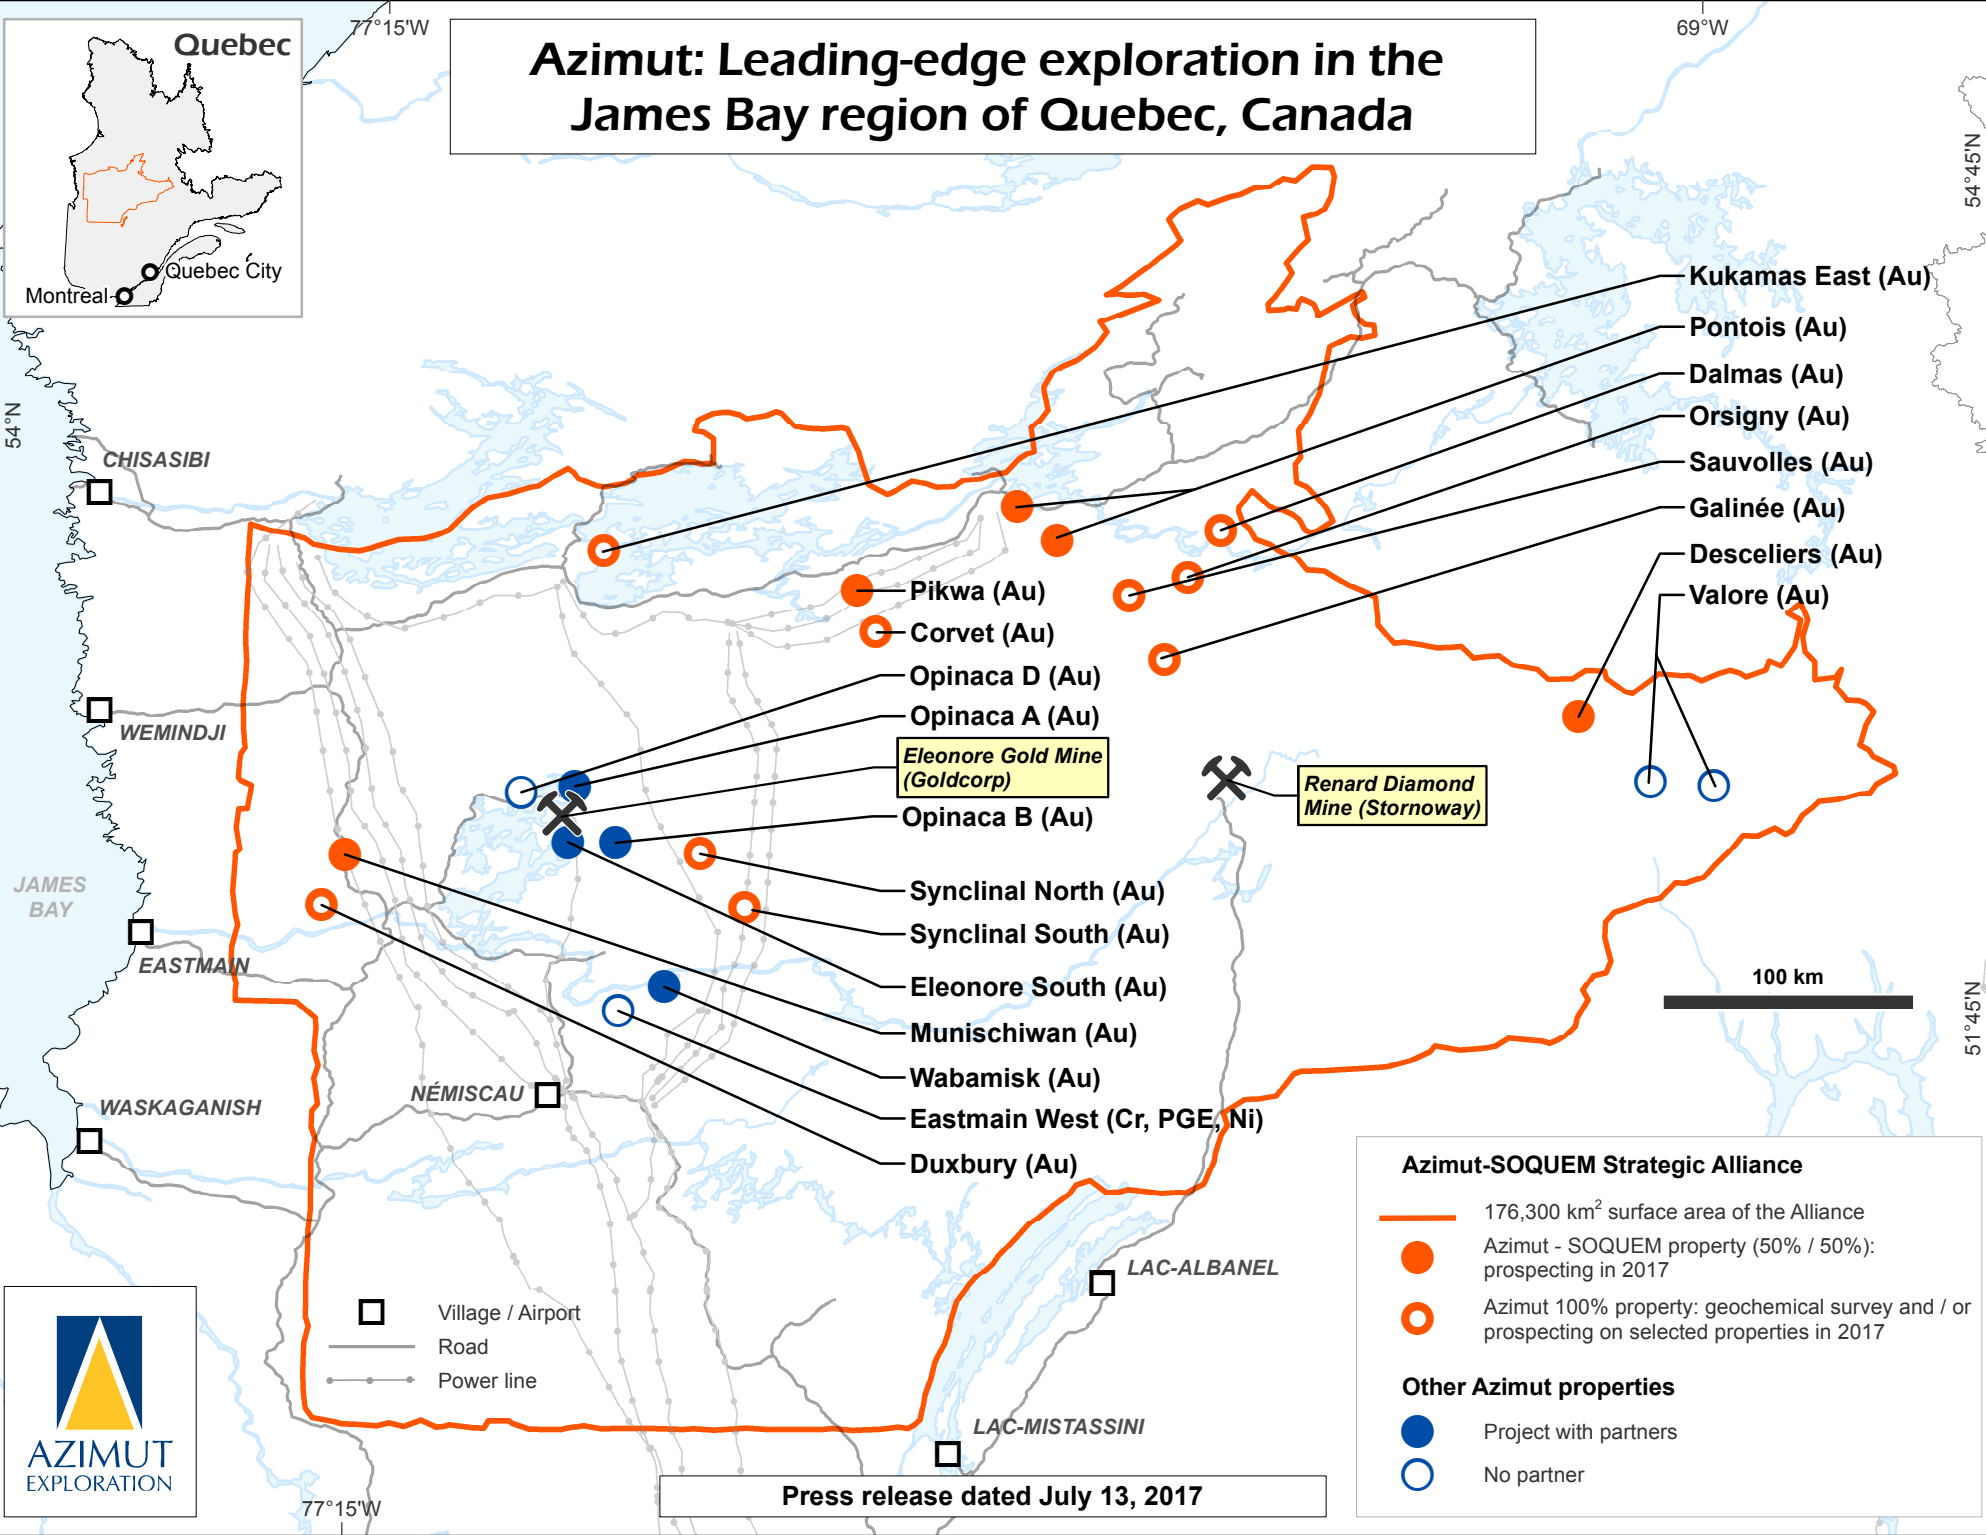 Quebec
Quebec City
Montreal
77°15'W
Azimut: Leading-edge exploration in the
James Bay region of Quebec, Canada
69°W
54°45'N
54°N
Kukamas East (Au)
Pontois (Au)
Dalmas (Au)
Orsigny (Au)
Sauvolles (Au)
Galinée (Au)
Desceliers (Au)
Valore (Au)
CHISASIBI
WEMINDJI
JAMES
BAY
EASTMAIN
WASKAGANISH
NÉMISCAU
Pikwa (Au)
Corvet (Au)
Opinaca D (Au)
Opinaca A (Au)
Eleonore Gold Mine
(Goldcorp)
Opinaca B (Au)
Renard Diamond
Mine (Stornoway)
Synclinal North (Au)
Synclinal South (Au)
Eleonore South (Au)
Munischiwan (Au)
Wabamisk (Au)
Eastmain West (Cr, PGE, Ni)
Duxbury (Au)
100 km
51°45'N
LAC-ALBANEL
LAC-MISTASSINI
Village / Airport
Road
Power line
AZIMUT
EXPLORATION
77°15'W
Press release dated July 13, 2017
Azimut-SOQUEM Strategic Alliance
176,300 km² surface area of the Alliance
Azimut - SOQUEM property (50% / 50%):
prospecting in 2017
Azimut 100% property: geochemical survey and / or
prospecting on selected properties in 2017
Other Azimut properties
Project with partners
No partner